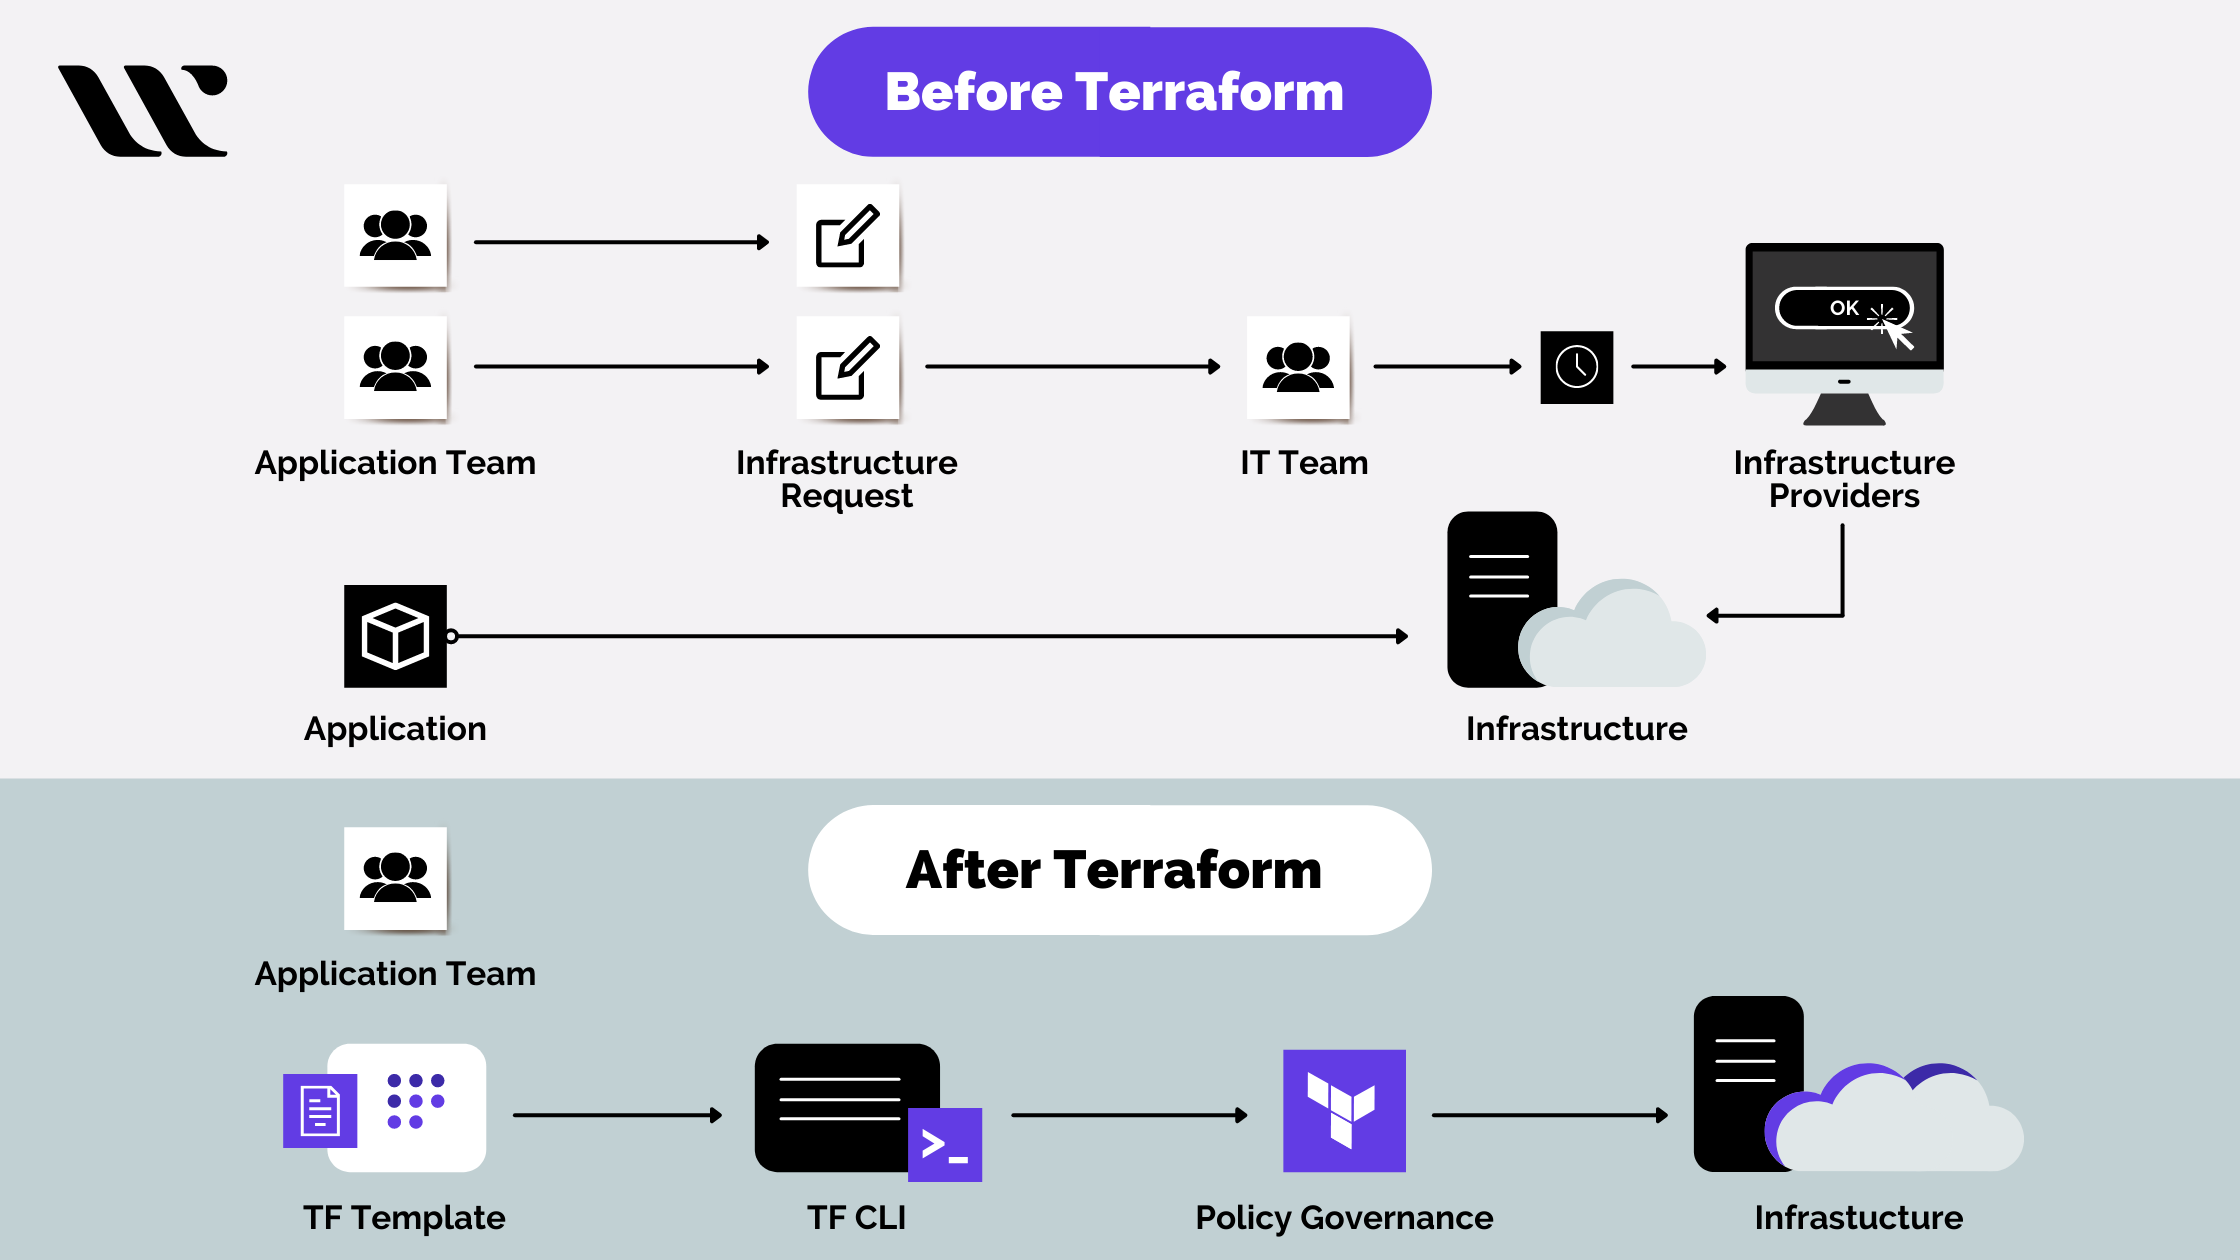 Before Terraform
OK
Application Team
Infrastructure
Request
IT Team
Infrastructure
Providers
Application
Infrastructure
After Terraform
Application Team
>_
TF Template
TF CLI
Policy Governance
Infrastucture